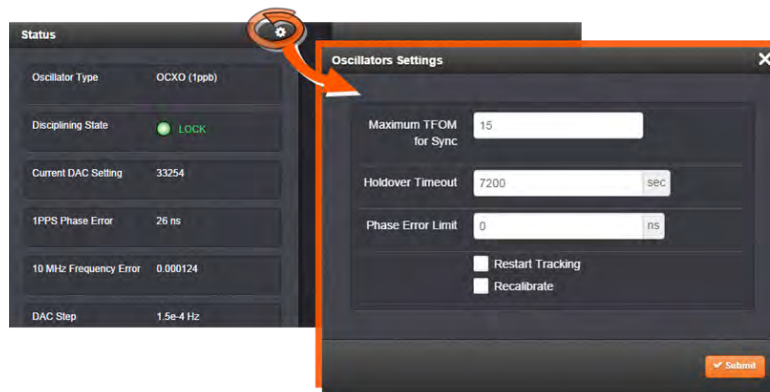 Status
Oscillator Type OCXO (1ppb)
Disciplining State LOCK
Current DAC Setting 33254
1PPS Phase Error 26 ns
10 MHz Frequency Error 0.000124
DAC Step 1.5e-4 Hz
Oscillators Settings
Maximum TFOM
for Sync
15
Holdover Timeout 7200 sec
Phase Error Limit 0 ns
Restart Tracking
Recalibrate
Submit